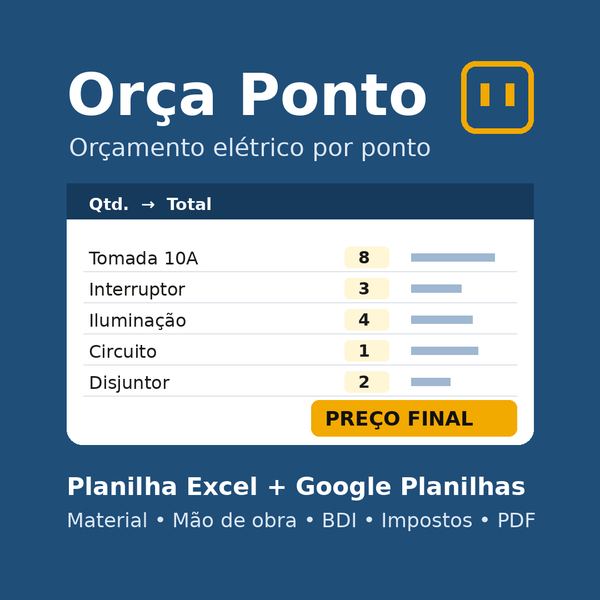 Orça Ponto
Orçamento elétrico por ponto
Qtd. → Total
Tomada 10A 8
Interruptor 3
Iluminação 4
Circuito 1
Disjuntor 2
PREÇO FINAL
Planilha Excel + Google Planilhas
Material • Mão de obra • BDI • Impostos • PDF